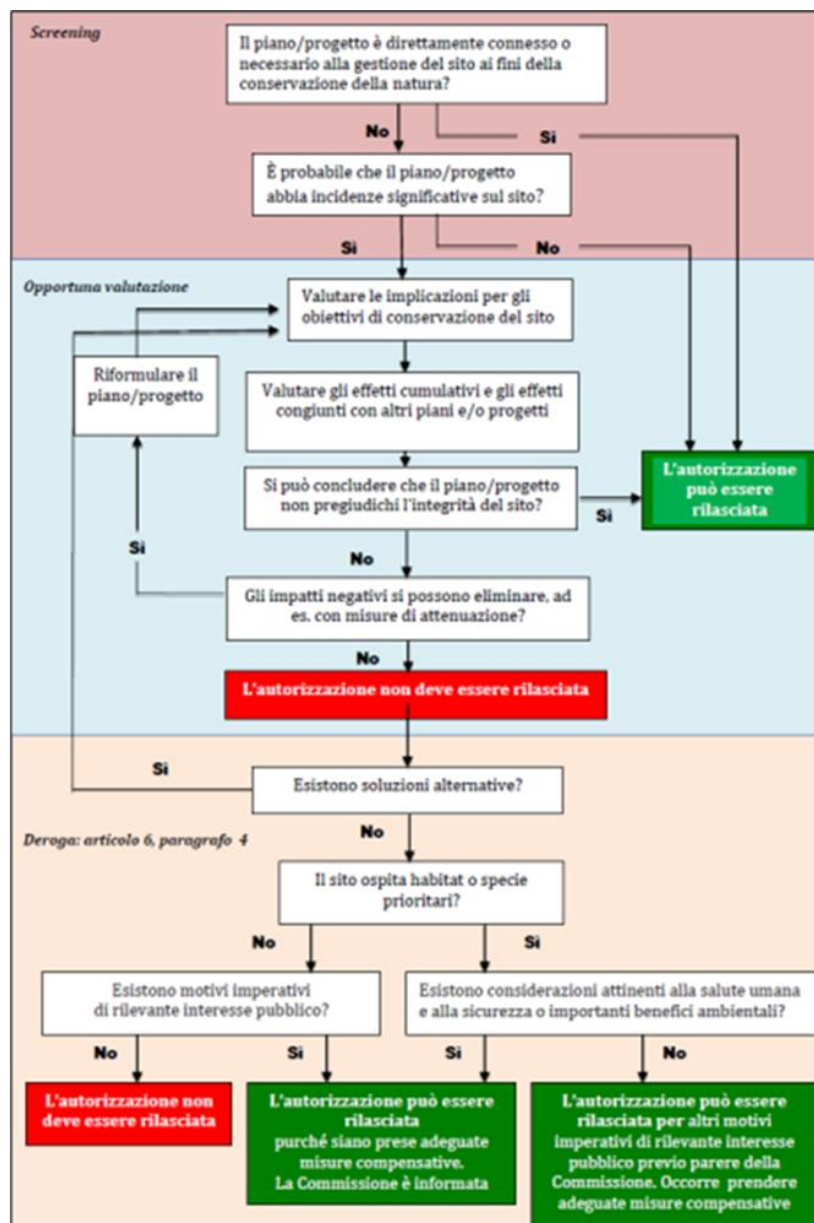 Screening
Il piano/progetto è direttamente connesso o
necessario alla gestione del sito ai fini della
conservazione della natura?
No
Sì
È probabile che il piano/progetto
abbia incidenze significative sul sito?
Sì
No
Opportuna valutazione
Valutare le implicazioni per gli
obiettivi di conservazione del sito
Riformulare il
piano/progetto
Valutare gli effetti cumulativi e gli effetti
congiunti con altri piani e/o progetti
L'autorizzazione
può essere
rilasciata
Si può concludere che il piano/progetto
non pregiudichi l'integrità del sito?
Sì
Sì
No
Gli impatti negativi si possono eliminare, ad
es. con misure di attenuazione?
No
L'autorizzazione non deve essere rilasciata
Sì
Esistono soluzioni alternative?
No
Deroga: articolo 6, paragrafo 4
Il sito ospita habitat o specie
prioritari?
No
Sì
Esistono motivi imperativi
di rilevante interesse pubblico?
Esistono considerazioni attinenti alla salute umana
e alla sicurezza o importanti benefici ambientali?
No
Sì
Sì
No
L'autorizzazione non
deve essere rilasciata
L'autorizzazione può essere
rilasciata
purché siano prese adeguate
misure compensative.
La Commissione è informata
L'autorizzazione può essere
rilasciata per altri motivi
imperativi di rilevante interesse
pubblico previo parere della
Commissione. Occorre prendere
adeguate misure compensative